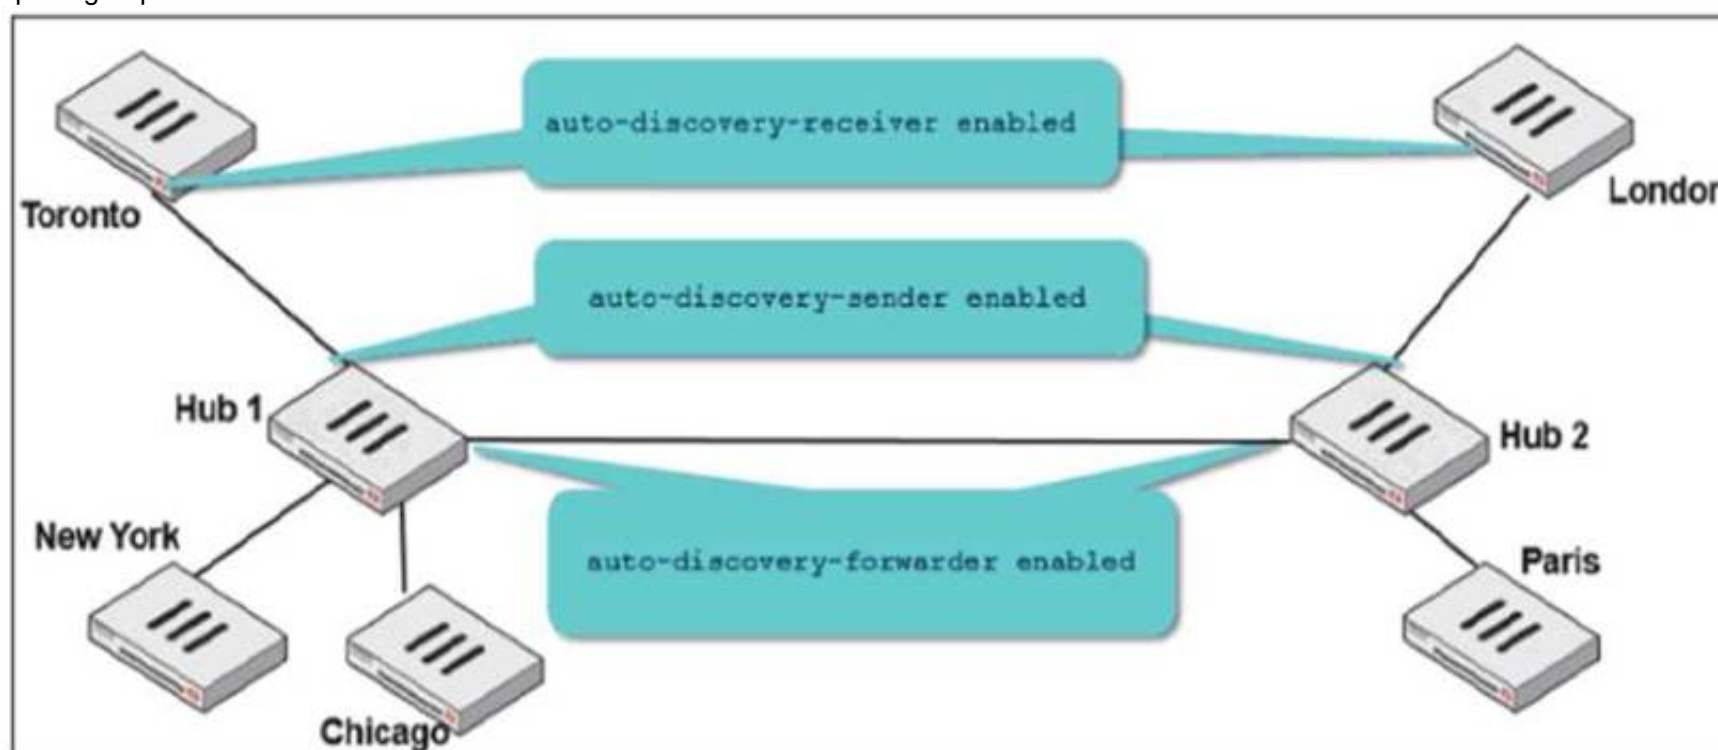 auto-discovery-receiver enabled
Toronto
London
auto-discovery-sender enabled
Hub 1
Hub 2
New York
auto-discovery-forwarder enabled
Paris
Chicago